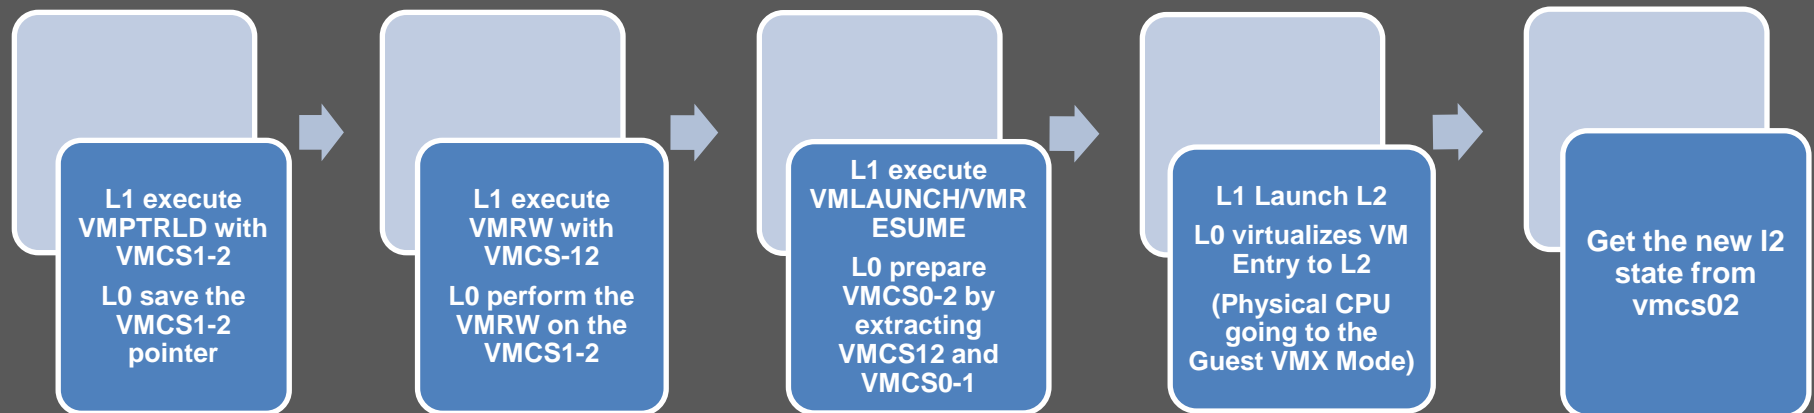 L1 execute
VMPTRLD with
VMCS1-2
L0 save the
VMCS1-2
pointer
L1 execute
VMRW with
VMCS-12
L0 perform the
VMRW on the
VMCS1-2
L1 execute
VMLAUNCH/VMR
ESUME
L0 prepare
VMCS0-2 by
extracting
VMCS12 and
VMCS0-1
L1 Launch L2
L0 virtualizes VM
Entry to L2
(Physical CPU
going to the
Guest VMX Mode)
Get the new l2
state from
vmcs02